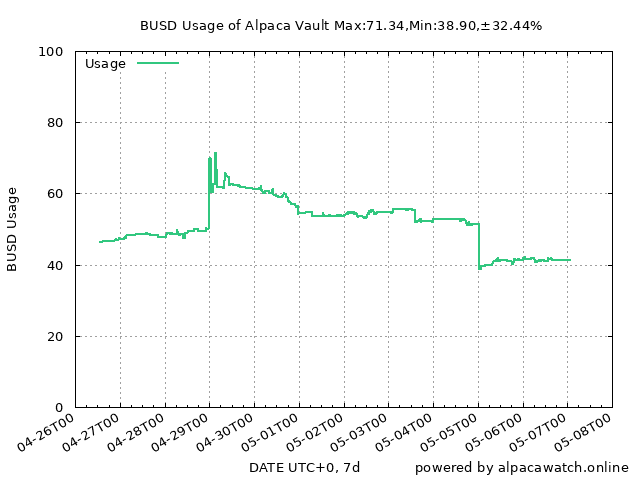 BUSD Usage of Alpaca Vault Max:71.34,Min:38.90,±32.44%
100
Usage
80
60
BUSD Usage
40
20
0
04-26T00 04-27T00 04-28T00 04-29T00 04-30T00 05-01T00 05-02T00 05-03T00 05-04T00 05-05T00 05-06T00 05-07T00 05-08T00
DATE UTC+0, 7d powered by alpacawatch.online